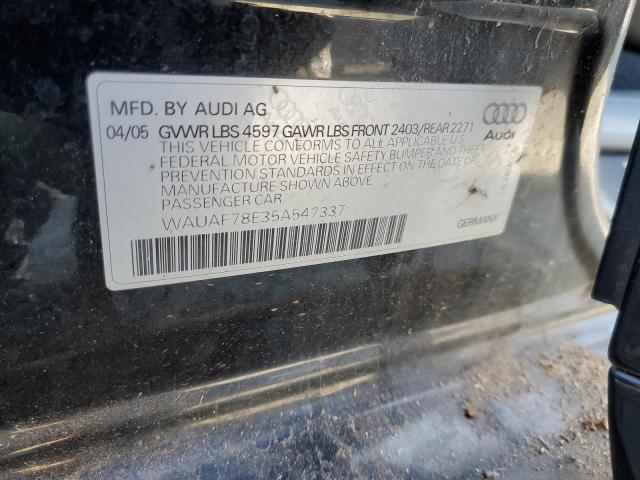 MFD. BY AUDI AG
04/05 GVWR LBS 4597 GAWR LBS FRONT 2403/REAR 2271
THIS VEHICLE CONFORMS TO ALL APPLICABLE U.S.
FEDERAL MOTOR VEHICLE SAFETY BUMPER AND THEFT
PREVENTION STANDARDS IN EFFECT ON THE DATE OF
MANUFACTURE SHOWN ABOVE
PASSENGER CAR
WAUAF78E35A547337
Audi
GERMANY